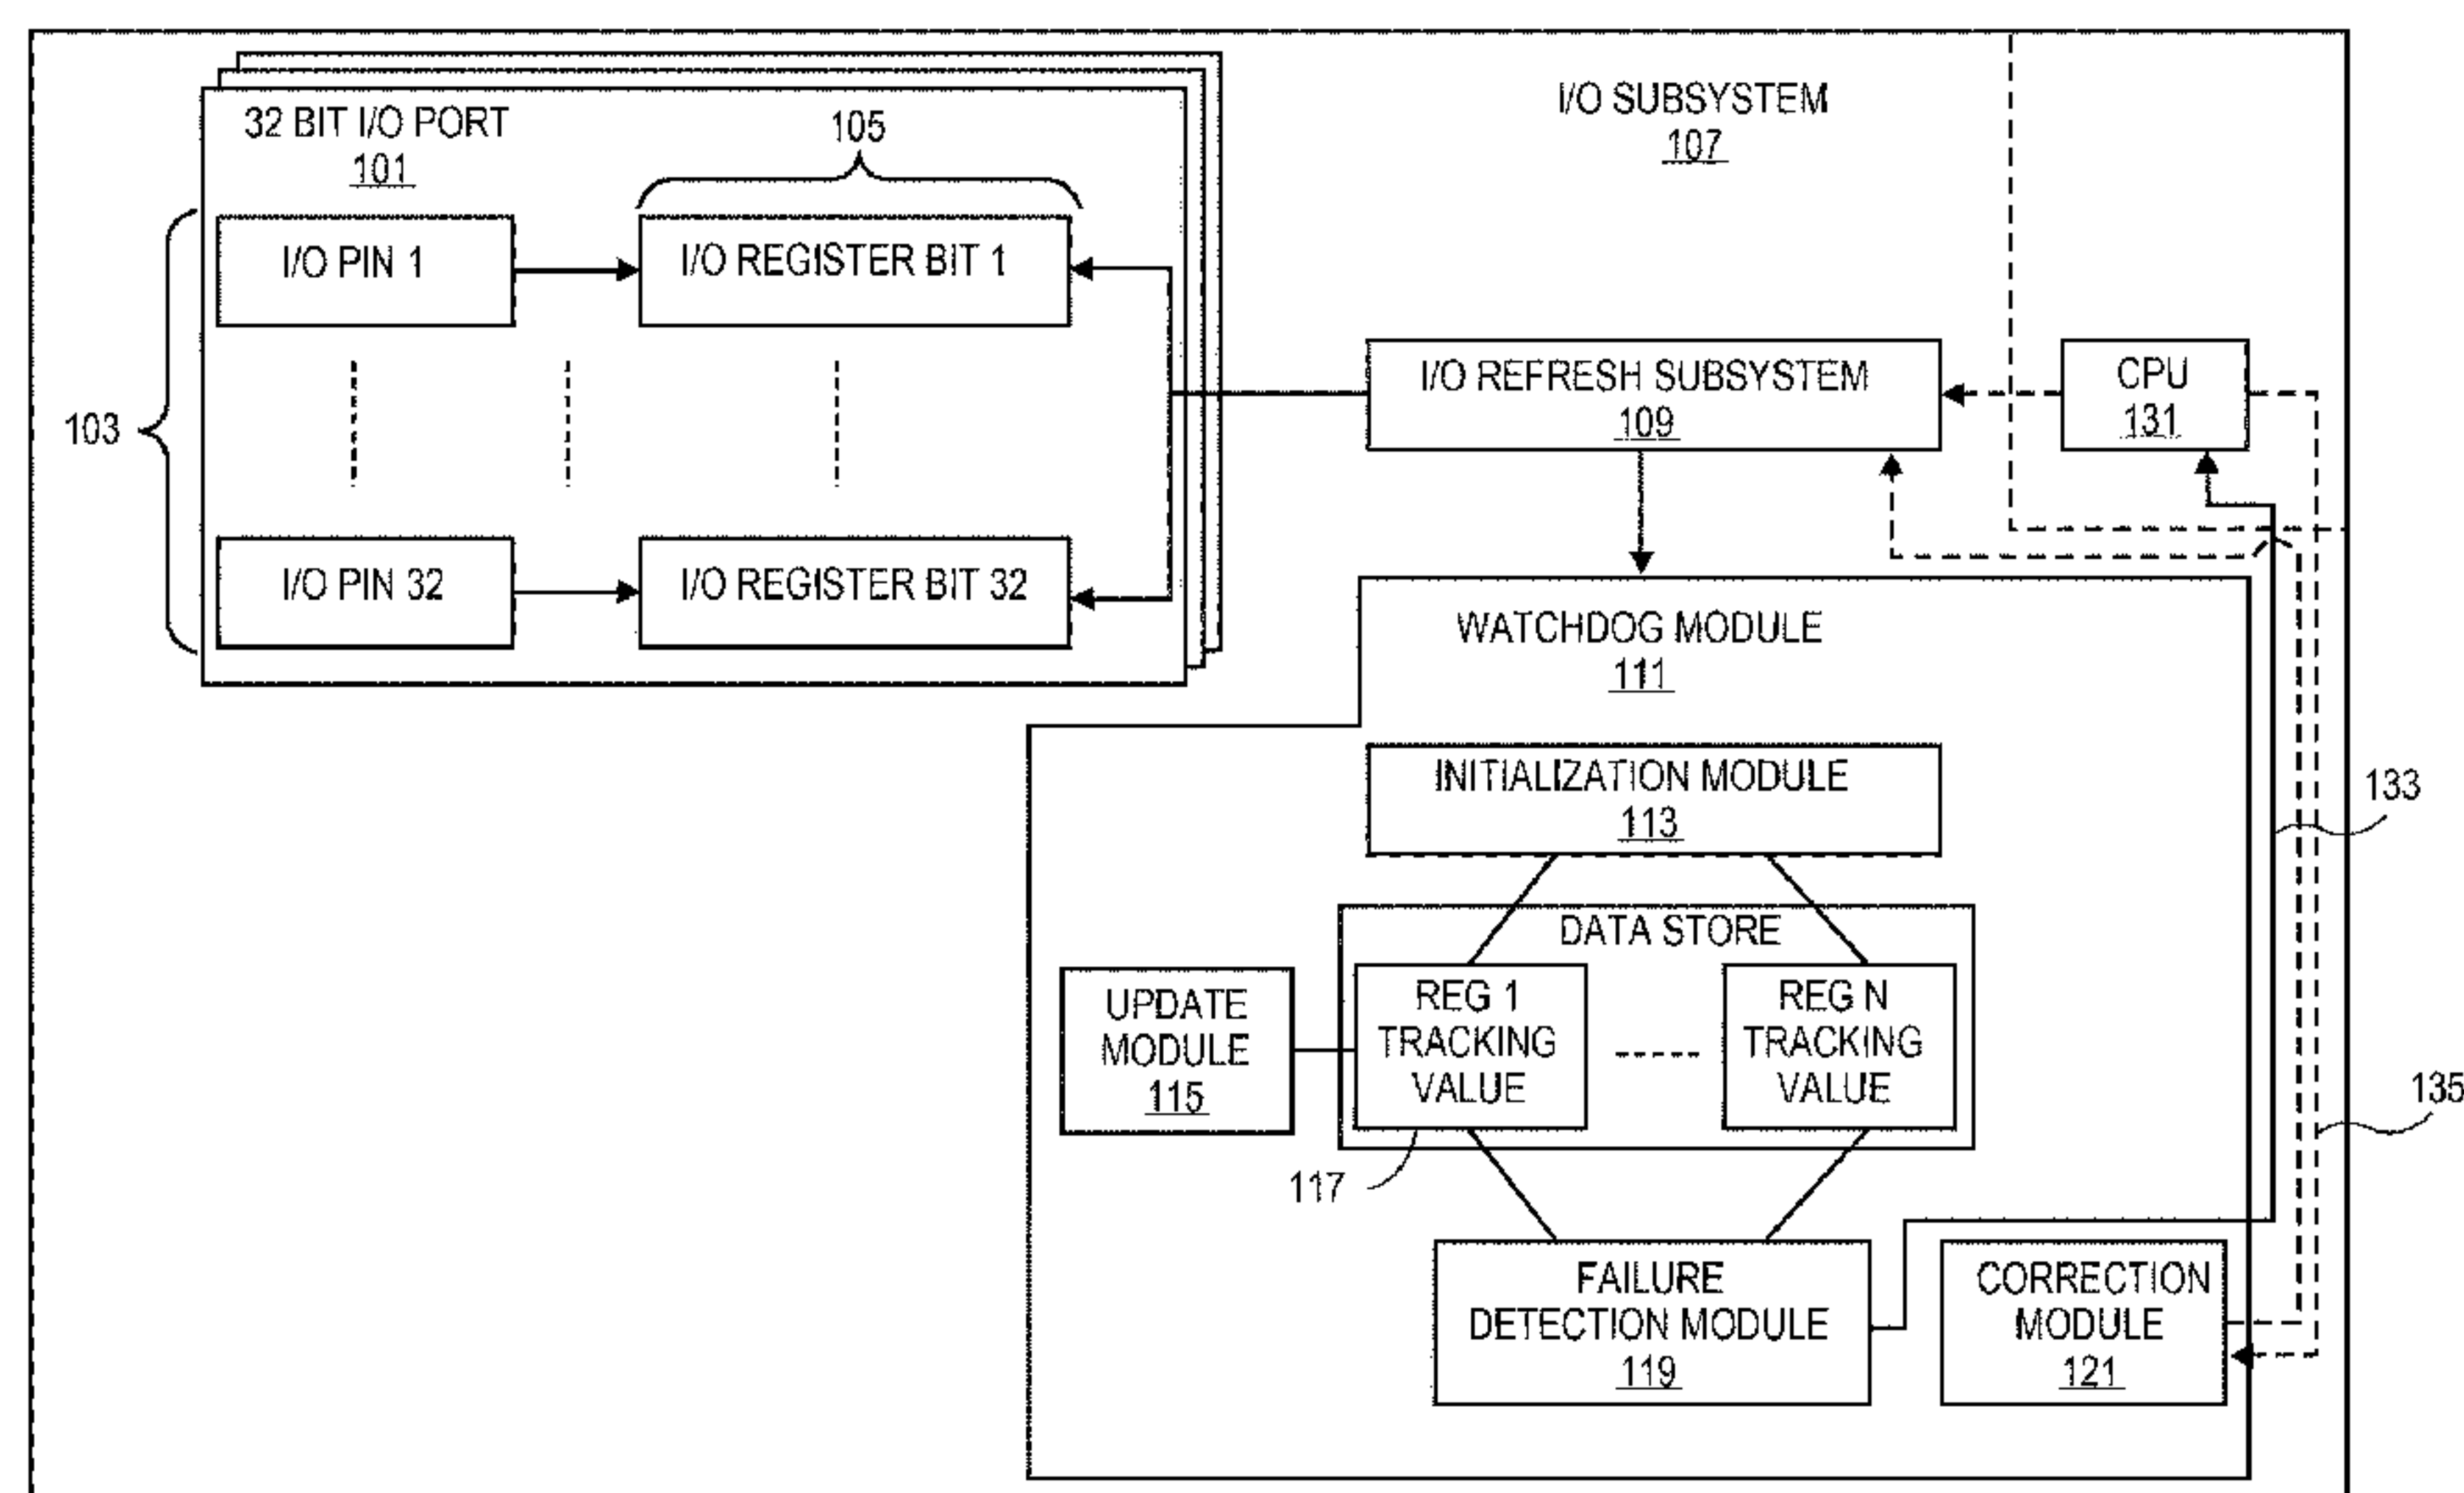 32 BIT I/O PORT
101
105
I/O SUBSYSTEM
107
103
I/O PIN 1
I/O REGISTER BIT 1
I/O REFRESH SUBSYSTEM
109
CPU
131
I/O PIN 32
I/O REGISTER BIT 32
WATCHDOG MODULE
111
INITIALIZATION MODULE
113
133
DATA STORE
UPDATE
MODULE
115
REG 1
TRACKING
VALUE
REG N
TRACKING
VALUE
135
117
FAILURE
DETECTION MODULE
119
CORRECTION
MODULE
121